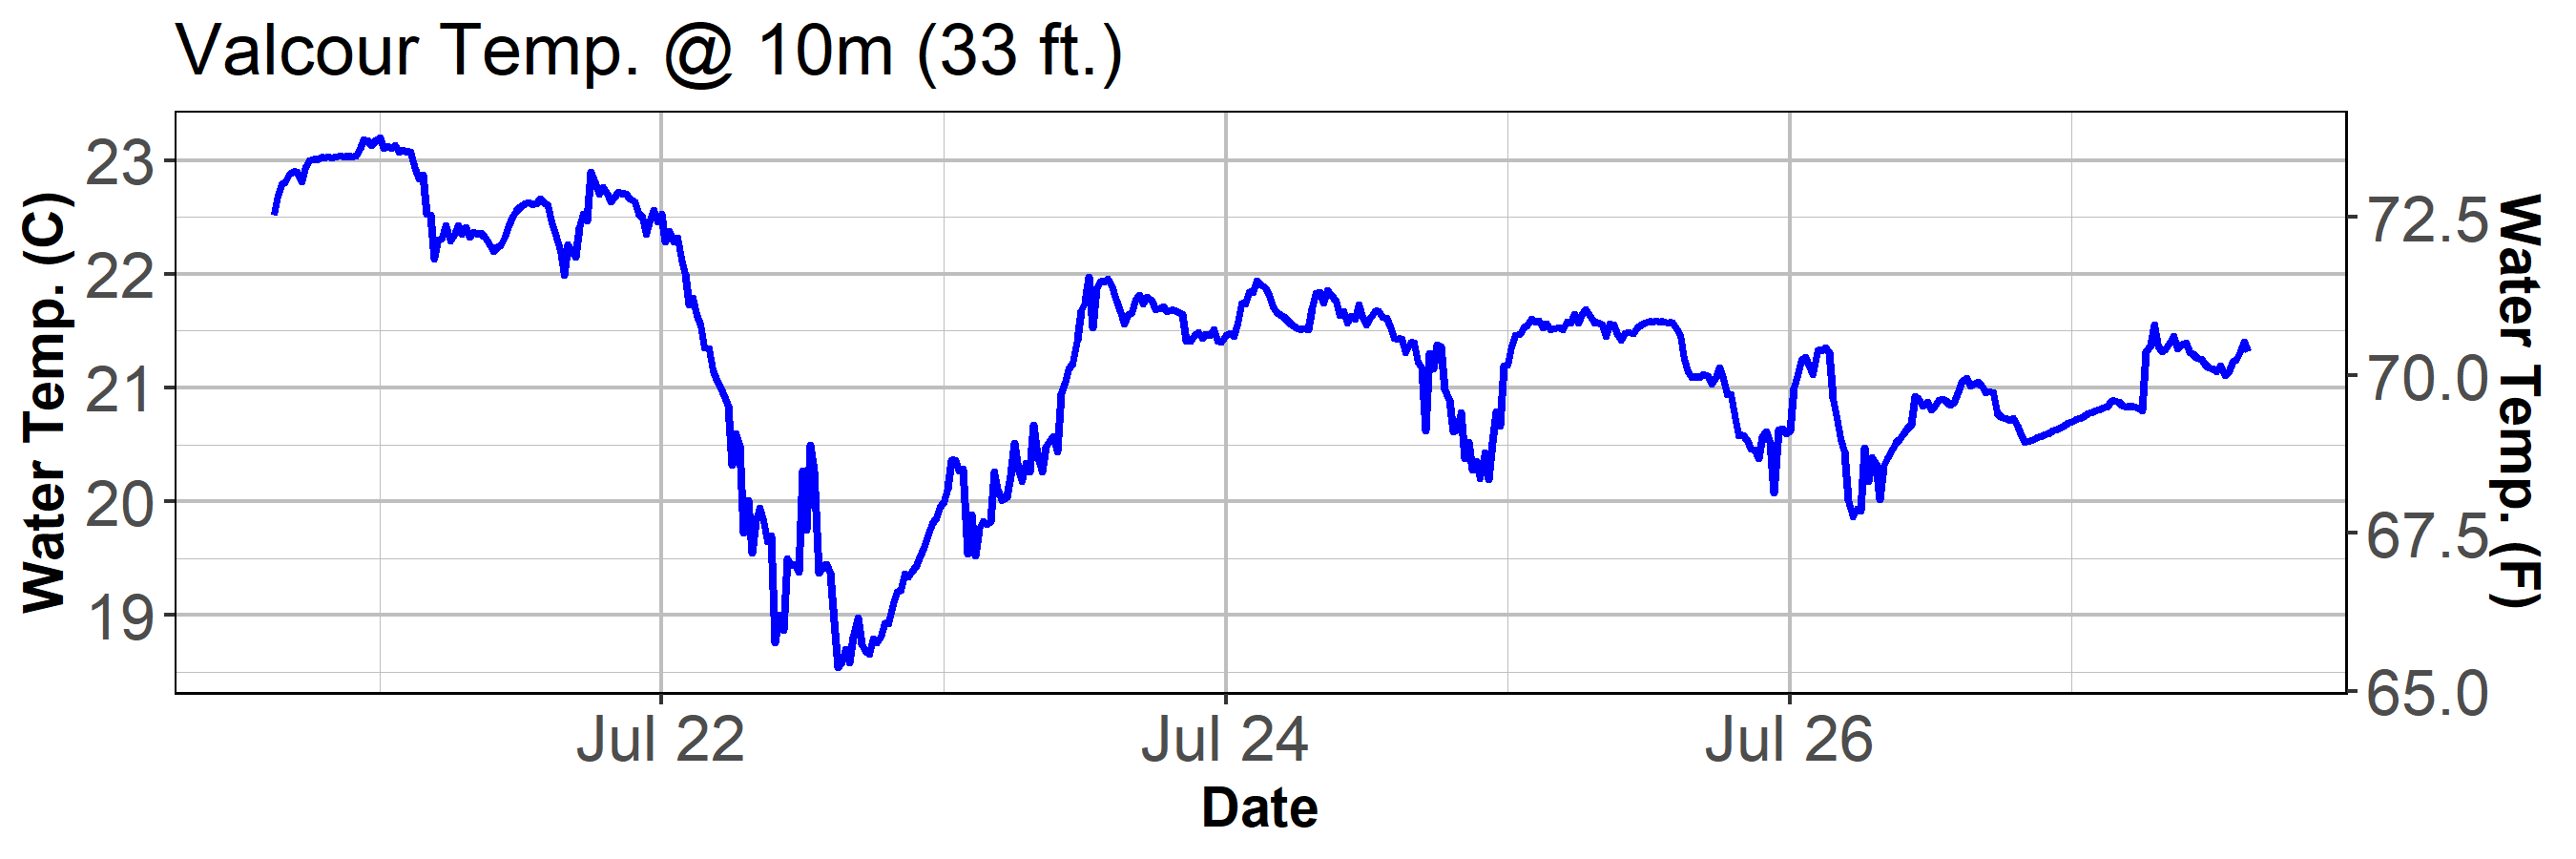 Valcour Temp. @ 10m (33 ft.)
Water Temp. (C)
23
22
21
20
19
72.5
70.0
67.5
65.0
Water Temp. (F)
Jul 22
Jul 24
Jul 26
Date